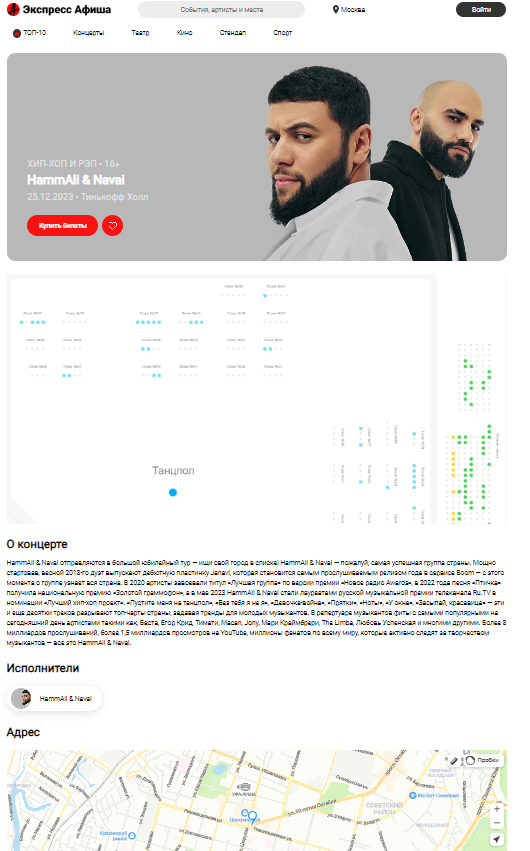 Экспресс Афиша
События, артисты и места
Москва
Войти
ТОП-10
Концерты
Театр
Кино
Стендап
Спорт
ХИП-ХОП И РЭП • 16+
HammAli & Navai
25.12.2023 • Тинькофф Холл
Купить билеты
Танцпол
О концерте
HammAli & Navai отправляются в большой юбилейный тур — ищи свой город в списке! HammAli & Navai — пожалуй, самая успешная группа страны. Мощно
стартовав, весной 2018-го дуэт выпускают дебютную пластинку Janavi, которая становится самым прослушиваемым релизом года в сервисе Boom — с этого
момента о группе узнает вся страна. В 2020 артисты завоевали титул «Лучшая группа» по версии премии «Новое радио Awards», в 2022 году песня «Птичка»
получила национальную премию «Золотой граммофон», а в мае 2023 HammAli & Navai стали лауреатами русской музыкальной премии телеканала Ru.TV в
номинации «Лучший хит-хоп проект». «Пустите меня на танцпол», «Без тебя я не я», «Девочка-война», «Прятки», «Ноты», «У окна», «Засыпай, красавица» — эти
и еще десятки треков разрывают топ-чарты страны, задавая тренды для молодых музыкантов. В репертуаре музыкантов фиты с самыми популярными на
сегодняшний день артистами такими как, Баста, Егор Крид, Тимати, Macan, Jony, Мари Краймбрери, The Limba, Любовь Успенская и многими другими. Более 8
миллиардов прослушиваний, более 1,5 миллиардов просмотров на YouTube, миллионы фанатов по всему миру, которые активно следят за творчеством
музыкантов — все это HammAli & Navai.
Исполнители
HammAli & Navai
Адрес
Пробки
УФА-АРЕНА
Центральный
СОВЕТСКИЙ
РАЙОН